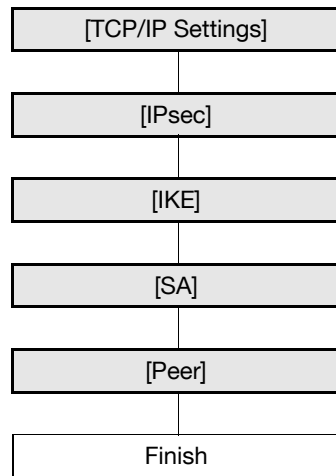 [TCP/IP Settings]
[IPsec]
[IKE]
[SA]
[Peer]
Finish